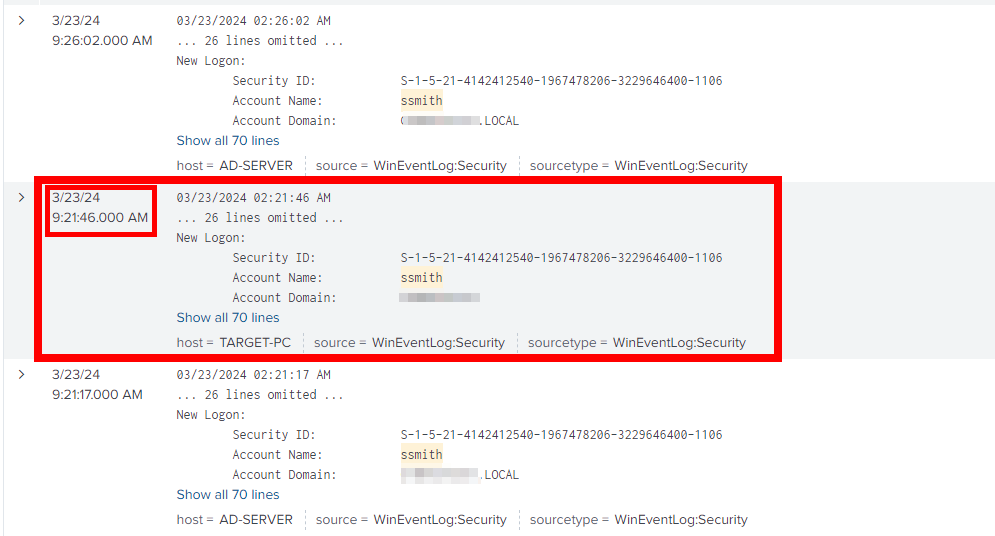 3/23/24 03/23/2024 02:26:02 AM
9:26:02.000 AM ... 26 lines omitted ...
New Logon:
Security ID: S-1-5-21-4142412540-1967478206-3229646400-1106
Account Name: ssmith
Account Domain: .LOCAL
Show all 70 lines
host = AD-SERVER source = WinEventLog:Security sourcetype = WinEventLog:Security
3/23/24 03/23/2024 02:21:46 AM
9:21:46.000 AM ... 26 lines omitted ...
New Logon:
Security ID: S-1-5-21-4142412540-1967478206-3229646400-1106
Account Name: ssmith
Account Domain:
Show all 70 lines
host = TARGET-PC source = WinEventLog:Security sourcetype = WinEventLog:Security
3/23/24 03/23/2024 02:21:17 AM
9:21:17.000 AM ... 26 lines omitted ...
New Logon:
Security ID: S-1-5-21-4142412540-1967478206-3229646400-1106
Account Name: ssmith
Account Domain: .LOCAL
Show all 70 lines
host = AD-SERVER source = WinEventLog:Security sourcetype = WinEventLog:Security